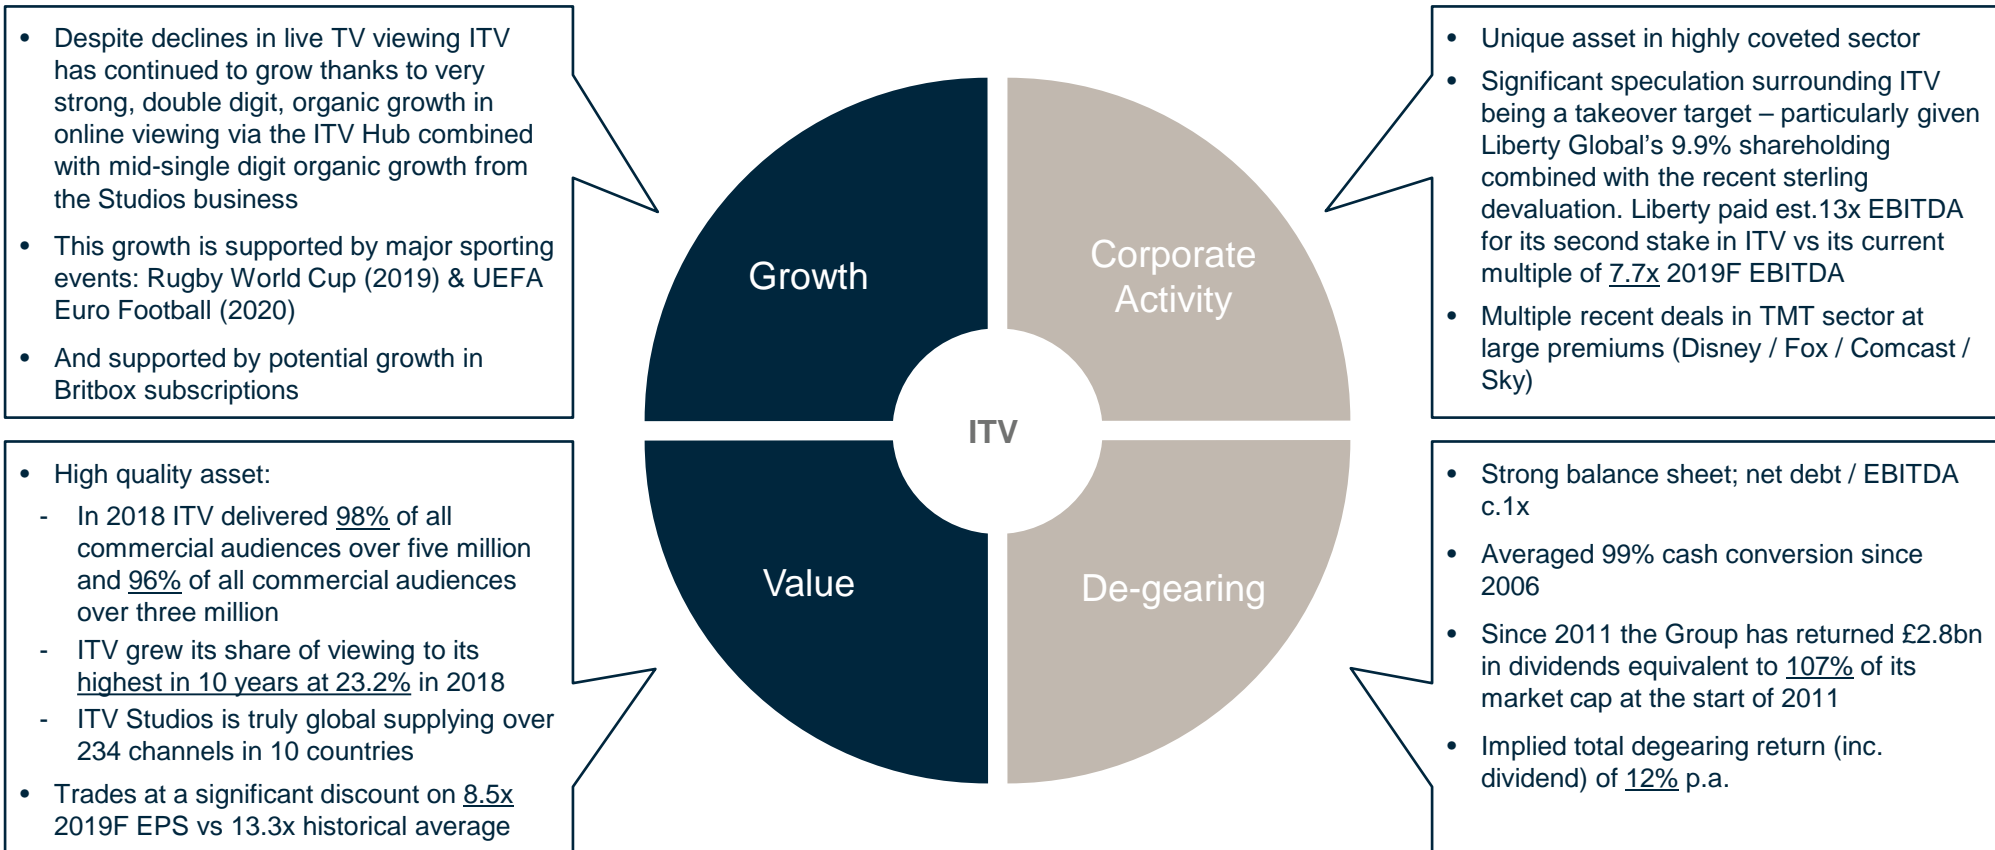 • Despite declines in live TV viewing ITV
has continued to grow thanks to very
strong, double digit, organic growth in
online viewing via the ITV Hub combined
with mid-single digit organic growth from
the Studios business
• This growth is supported by major sporting
events: Rugby World Cup (2019) & UEFA
Euro Football (2020)
• And supported by potential growth in
Britbox subscriptions
Growth
Corporate
Activity
• Unique asset in highly coveted sector
• Significant speculation surrounding ITV
being a takeover target – particularly given
Liberty Global’s 9.9% shareholding
combined with the recent sterling
devaluation. Liberty paid est.13x EBITDA
for its second stake in ITV vs its current
multiple of 7.7x 2019F EBITDA
• Multiple recent deals in TMT sector at
large premiums (Disney / Fox / Comcast /
Sky)
ITV
• High quality asset:
- In 2018 ITV delivered 98% of all
commercial audiences over five million
and 96% of all commercial audiences
over three million
- ITV grew its share of viewing to its
highest in 10 years at 23.2% in 2018
- ITV Studios is truly global supplying over
234 channels in 10 countries
• Trades at a significant discount on 8.5x
2019F EPS vs 13.3x historical average
Value
De-gearing
• Strong balance sheet; net debt / EBITDA
c.1x
• Averaged 99% cash conversion since
2006
• Since 2011 the Group has returned £2.8bn
in dividends equivalent to 107% of its
market cap at the start of 2011
• Implied total degearing return (inc.
dividend) of 12% p.a.